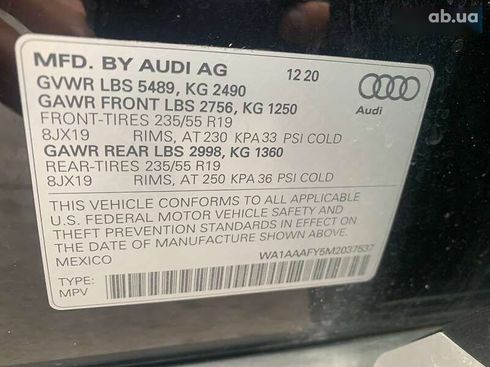 ab.ua
MFD. BY AUDI AG 12 20
GVWR LBS 5489, KG 2490
GAWR FRONT LBS 2756, KG 1250
FRONT-TIRES 235/55 R19
8JX19 RIMS, AT 230 KPA 33 PSI COLD
GAWR REAR LBS 2998, KG 1360
REAR-TIRES 235/55 R19
8JX19 RIMS, AT 250 KPA 36 PSI COLD
Audi
THIS VEHICLE CONFORMS TO ALL APPLICABLE
U.S. FEDERAL MOTOR VEHICLE SAFETY AND
THEFT PREVENTION STANDARDS IN EFFECT ON
THE DATE OF MANUFACTURE SHOWN ABOVE.
MEXICO WA1AAAFY5M2037537
TYPE:
MPV